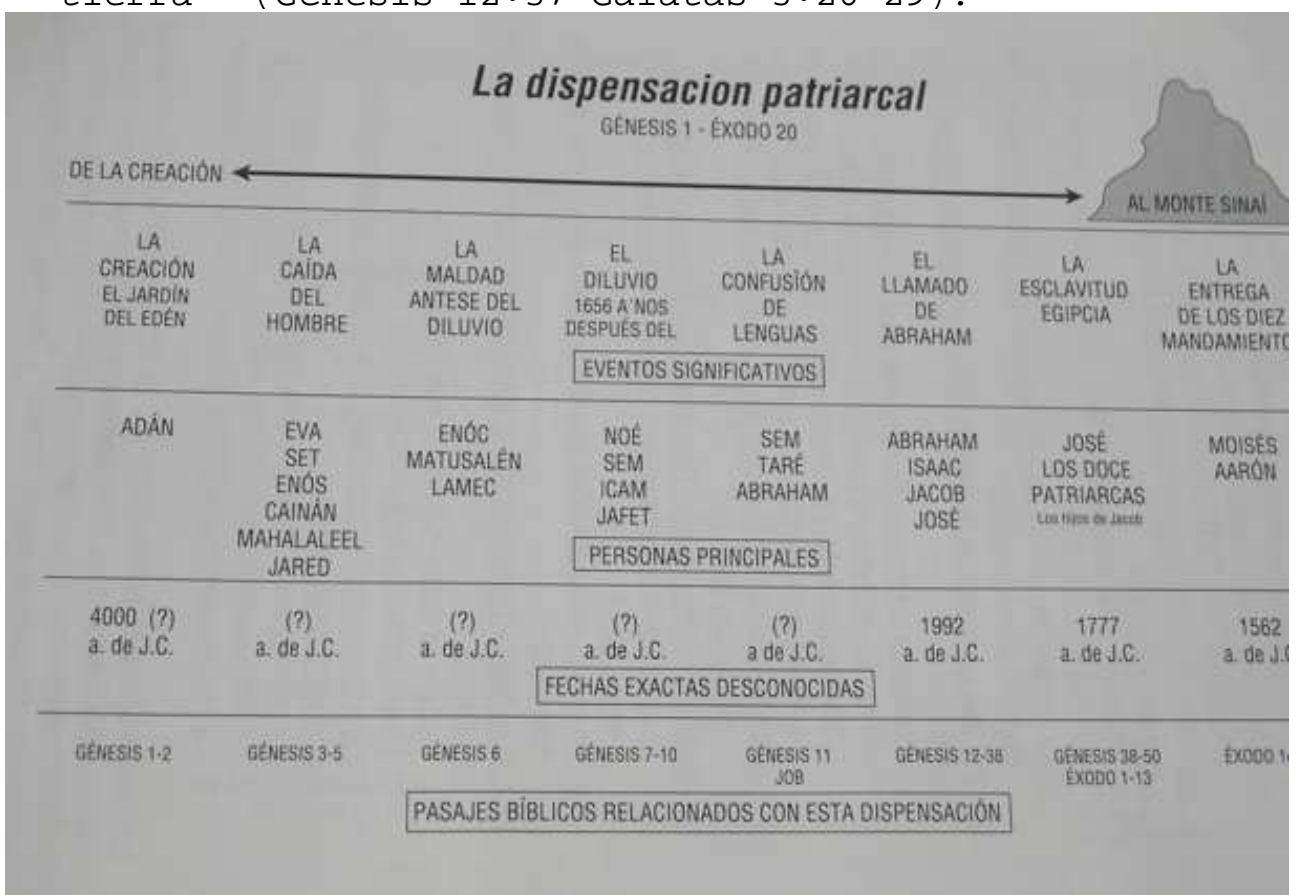 tierra" (Génesis 12:3; Gálatas 3:26-29).
La dispensacion patriarcal
GÉNESIS 1 - ÉXODO 20
DE LA CREACIÓN
AL MONTE SINAÍ
LA
CREACIÓN
EL JARDÍN
DEL EDÉN
LA
CAÍDA
DEL
HOMBRE
LA
MALDAD
ANTESE DEL
DILUVIO
EL
DILUVIO
1656 A´NOS
DESPUÉS DEL
LA
CONFUSÍÓN
DE
LENGUAS
EL
LLAMADO
DE
ABRAHAM
LA
ESCLAVITUD
EGIPCIA
LA
ENTREGA
DE LOS DIEZ
MANDAMIENTO
EVENTOS SIGNIFICATIVOS
ADÁN
EVA
SET
ENÓS
CAINÁN
MAHALALEEL
JARED
ENÓC
MATUSALÉN
LAMEC
NOÉ
SEM
ICAM
JAFET
SEM
TARÉ
ABRAHAM
ABRAHAM
ISAAC
JACOB
JOSÉ
JOSÉ
LOS DOCE
PATRIARCAS
Los hijos de Jacob
MOISÉS
AARÓN
PERSONAS PRINCIPALES
4000 (?)
a. de J.C.
(?)
a. de J.C.
(?)
a. de J.C.
(?)
a. de J.C.
(?)
a de J.C.
1992
a. de J.C.
1777
a. de J.C.
1562
a. de J.C
FECHAS EXACTAS DESCONOCIDAS
GÉNESIS 1-2
GÉNESIS 3-5
GÉNESIS 6
GÉNESIS 7-10
GÉNESIS 11
JOB
GÉNESIS 12-38
GÉNESIS 38-50
ÉXODO 1-13
ÉXODO
PASAJES BÍBLICOS RELACIONADOS CON ESTA DISPENSACIÓN